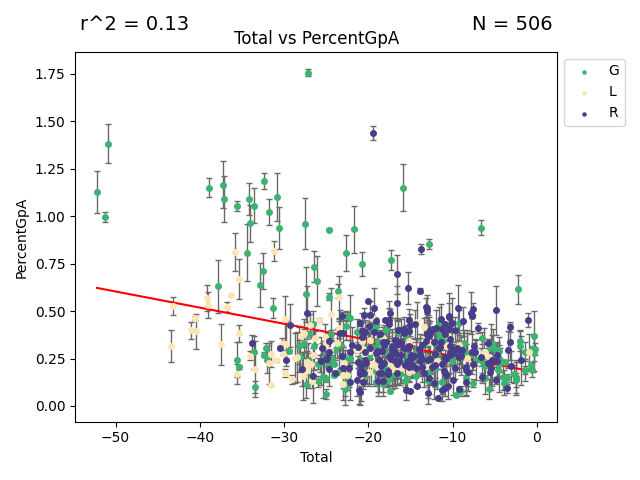 r^2 = 0.13 N = 506
Total vs PercentGpA
G
L
R
PercentGpA
1.75
1.50
1.25
1.00
0.75
0.50
0.25
0.00
−50 −40 −30 −20 −10 0
Total